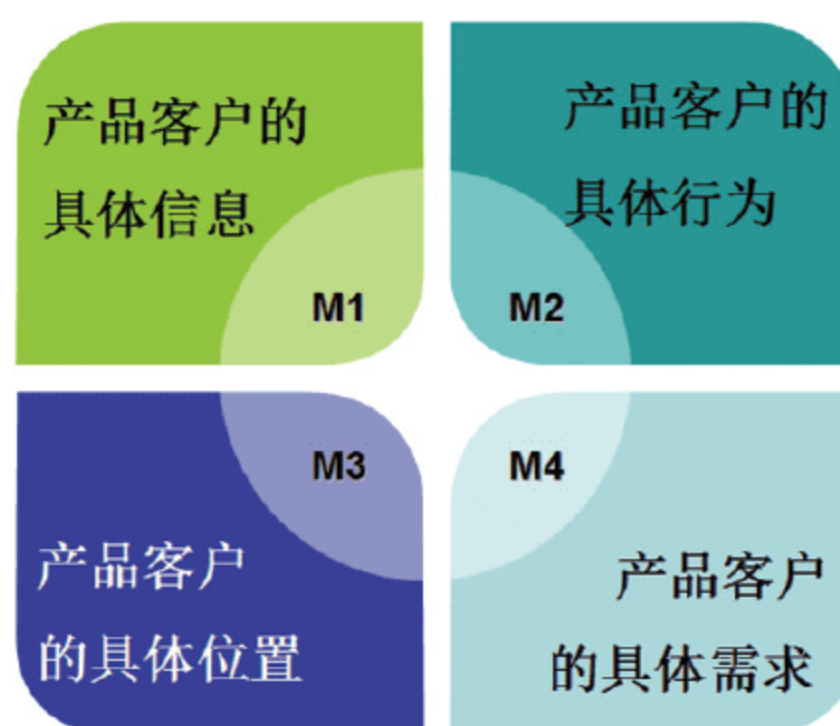 产品客户的
具体信息
M1
产品客户的
具体行为
M2
M3
产品客户
的具体位置
M4
产品客户
的具体需求